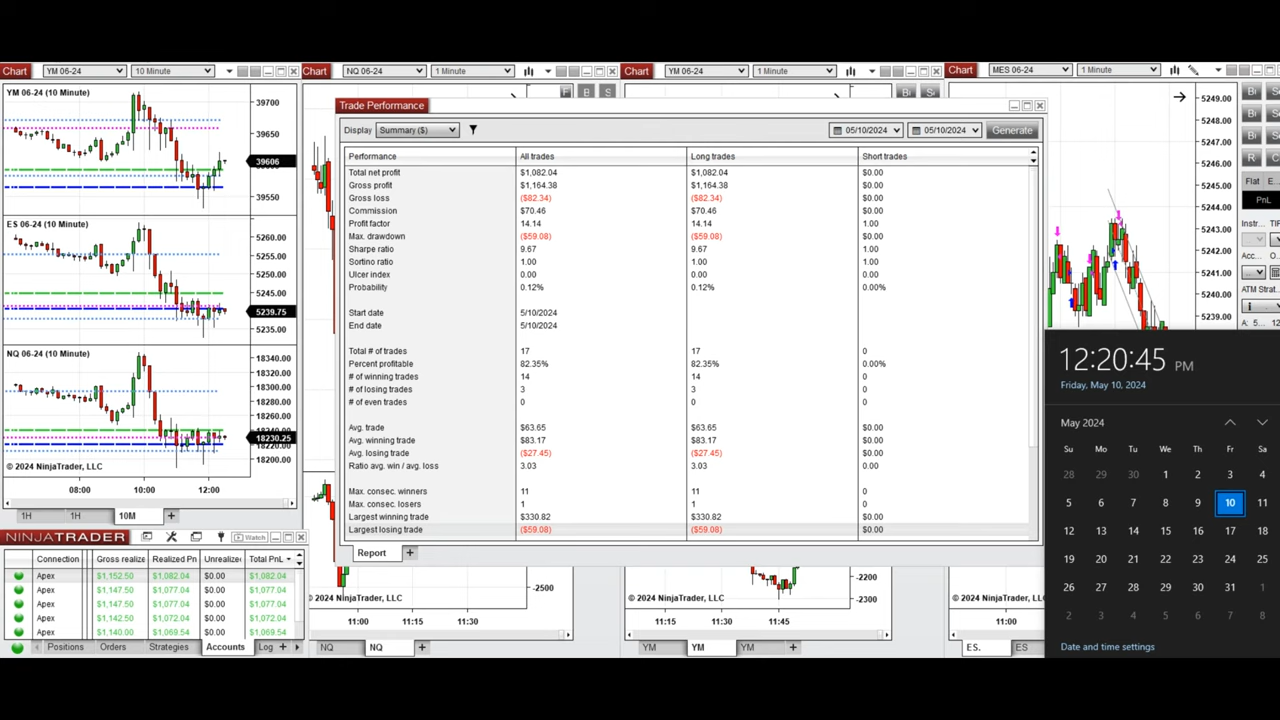 Chart YM 06-24 10 Minute
YM 06-24 (10 Minute)
39700
39650
39606
39550
ES 06-24 (10 Minute)
5260.00
5245.00
5239.75
5235.00
NQ 06-24 (10 Minute)
18340.00
18300.00
18260.00
18230.25
18220.00
18200.00
© 2024 NinjaTrader, LLC
08:00 10:00 12:00
1H 1H 10M +
NINJATRADER Watch
Connection Gross realize Realized Pn Unrealized Total PnL
Apex $1,152.50 $1,082.04 $0.00 $1,082.04
Apex $1,147.50 $1,077.04 $0.00 $1,077.04
Apex $1,147.50 $1,077.04 $0.00 $1,077.04
Apex $1,142.50 $1,072.04 $0.00 $1,072.04
Apex $1,140.00 $1,069.54 $0.00 $1,069.54
Positions Orders Strategies Accounts Log +
Chart NQ 06-24 1 Minute
F B S
Chart YM 06-24 1 Minute
Trade Performance
Display Summary ($) 05/10/2024 05/10/2024 Generate
Performance All trades Long trades Short trades
Total net profit $1,082.04 $1,082.04 $0.00
Gross profit $1,164.38 $1,164.38 $0.00
Gross loss ($82.34) ($82.34) $0.00
Commission $70.46 $70.46 $0.00
Profit factor 14.14 14.14 1.00
Max. drawdown ($59.08) ($59.08) $0.00
Sharpe ratio 9.67 9.67 1.00
Sortino ratio 1.00 1.00 1.00
Ulcer index 0.00 0.00 0.00
Probability 0.12% 0.12% 0.00%
Start date 5/10/2024
End date 5/10/2024
Total # of trades 17 17 0
Percent profitable 82.35% 82.35% 0.00%
# of winning trades 14 14 0
# of losing trades 3 3 0
# of even trades 0 0 0
Avg. trade $63.65 $63.65 $0.00
Avg. winning trade $83.17 $83.17 $0.00
Avg. losing trade ($27.45) ($27.45) $0.00
Ratio avg. win / avg. loss 3.03 3.03 0.00
Max. consec. winners 11 11 0
Max. consec. losers 1 1 0
Largest winning trade $330.82 $330.82 $0.00
Largest losing trade ($59.08) ($59.08) $0.00
Report +
-2500
© 2024 NinjaTrader, LLC
11:00 11:15 11:30
NQ NQ +
-2200
-2300
© 2024 NinjaTrader, LLC
11:15 11:30 11:45
YM YM YM +
Chart MES 06-24 1 Minute
5249.00
5248.00
5247.00
5246.00
5245.00
5244.00
5243.00
5242.00
5241.00
5240.00
5239.00
Flat E...
PnL
Instr...
Acc... O...
ATM Strat...
A: 5...
© 2024 NinjaTrader, LLC
11:00
ES. ES
12:20:45 PM
Friday, May 10, 2024
May 2024
Su Mo Tu We Th Fr Sa
28 29 30 1 2 3 4
5 6 7 8 9 10 11
12 13 14 15 16 17 18
19 20 21 22 23 24 25
26 27 28 29 30 31 1
2 3 4 5 6 7 8
Date and time settings